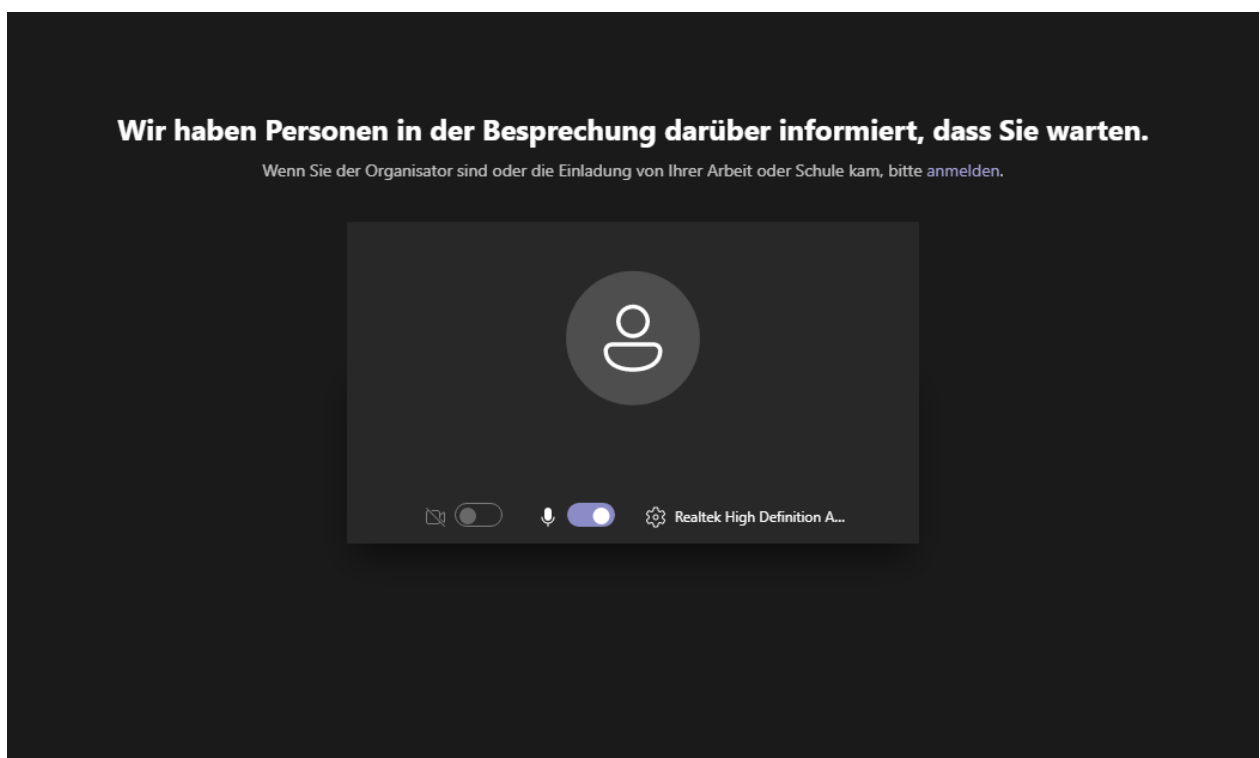 Wir haben Personen in der Besprechung darüber informiert, dass Sie warten.
Wenn Sie der Organisator sind oder die Einladung von Ihrer Arbeit oder Schule kam, bitte anmelden.
Realtek High Definition A...